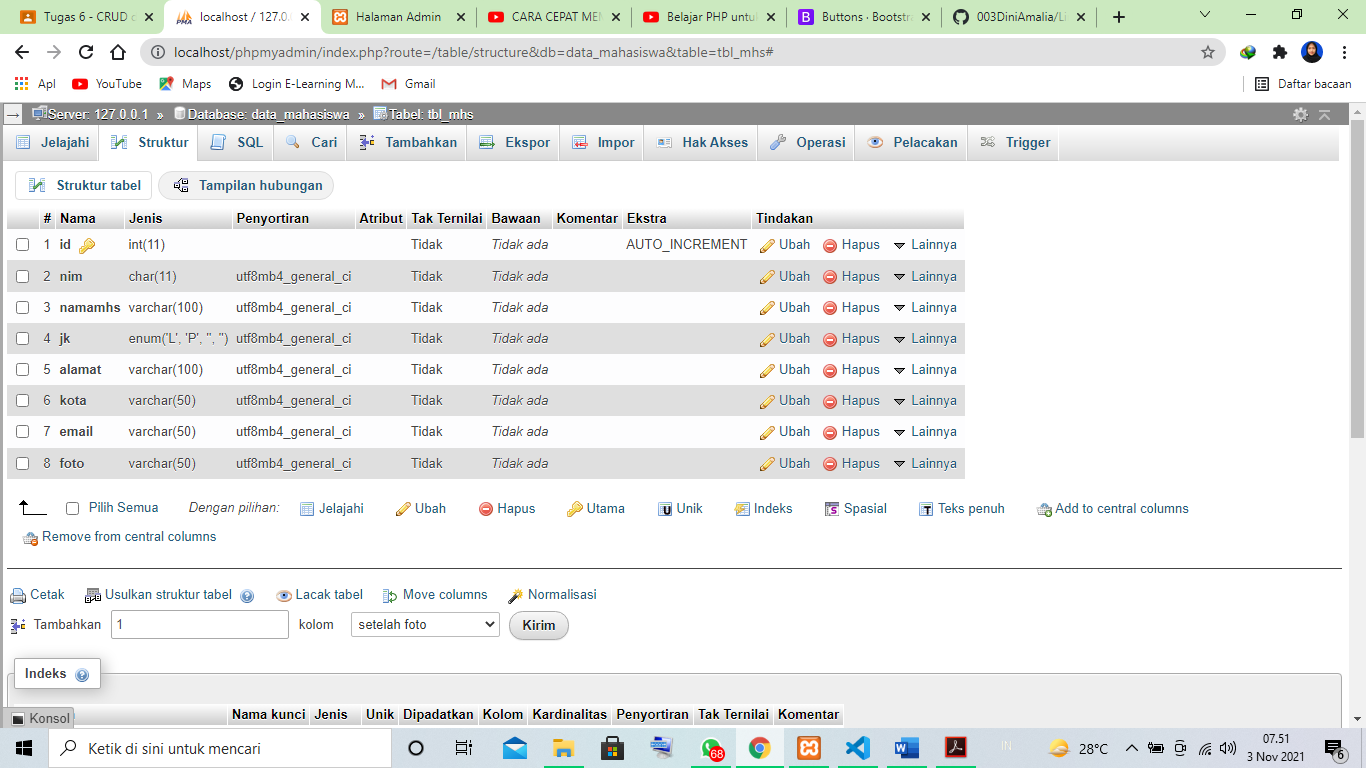 Tugas 6 - CRUD localhost / 127.0. Halaman Admin CARA CEPAT MEN Belajar PHP untu Buttons · Bootstra 003DiniAmalia/Li
localhost/phpmyadmin/index.php?route=/table/structure&db=data_mahasiswa&table=tbl_mhs#
Apl YouTube Maps Login E-Learning M... Gmail Daftar bacaan
Server: 127.0.0.1 » Database: data_mahasiswa » Tabel: tbl_mhs
Jelajahi Struktur SQL Cari Tambahkan Ekspor Impor Hak Akses Operasi Pelacakan Trigger
Struktur tabel Tampilan hubungan
# Nama Jenis Penyortiran Atribut Tak Ternilai Bawaan Komentar Ekstra Tindakan
1 id int(11) Tidak Tidak ada AUTO_INCREMENT Ubah Hapus Lainnya
2 nim char(11) utf8mb4_general_ci Tidak Tidak ada Ubah Hapus Lainnya
3 namamhs varchar(100) utf8mb4_general_ci Tidak Tidak ada Ubah Hapus Lainnya
4 jk enum('L', 'P', '', '') utf8mb4_general_ci Tidak Tidak ada Ubah Hapus Lainnya
5 alamat varchar(100) utf8mb4_general_ci Tidak Tidak ada Ubah Hapus Lainnya
6 kota varchar(50) utf8mb4_general_ci Tidak Tidak ada Ubah Hapus Lainnya
7 email varchar(50) utf8mb4_general_ci Tidak Tidak ada Ubah Hapus Lainnya
8 foto varchar(50) utf8mb4_general_ci Tidak Tidak ada Ubah Hapus Lainnya
Pilih Semua Dengan pilihan: Jelajahi Ubah Hapus Utama Unik Indeks Spasial Teks penuh Add to central columns
Remove from central columns
Cetak Usulkan struktur tabel Lacak tabel Move columns Normalisasi
Tambahkan 1 kolom setelah foto Kirim
Indeks
Nama kunci Jenis Unik Dipadatkan Kolom Kardinalitas Penyortiran Tak Ternilai Komentar
Konsol
Ketik di sini untuk mencari 68 IN 28°C 07.51
3 Nov 2021 6